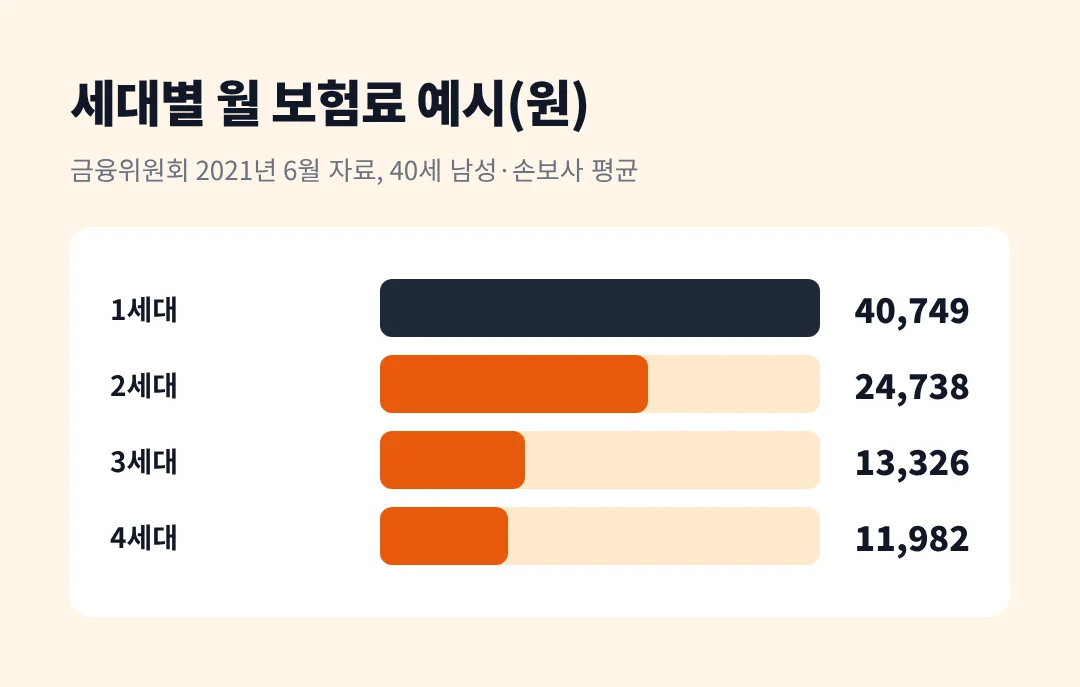 세대별 월 보험료 예시(원)
금융위원회 2021년 6월 자료, 40세 남성·손보사 평균
1세대 40,749
2세대 24,738
3세대 13,326
4세대 11,982